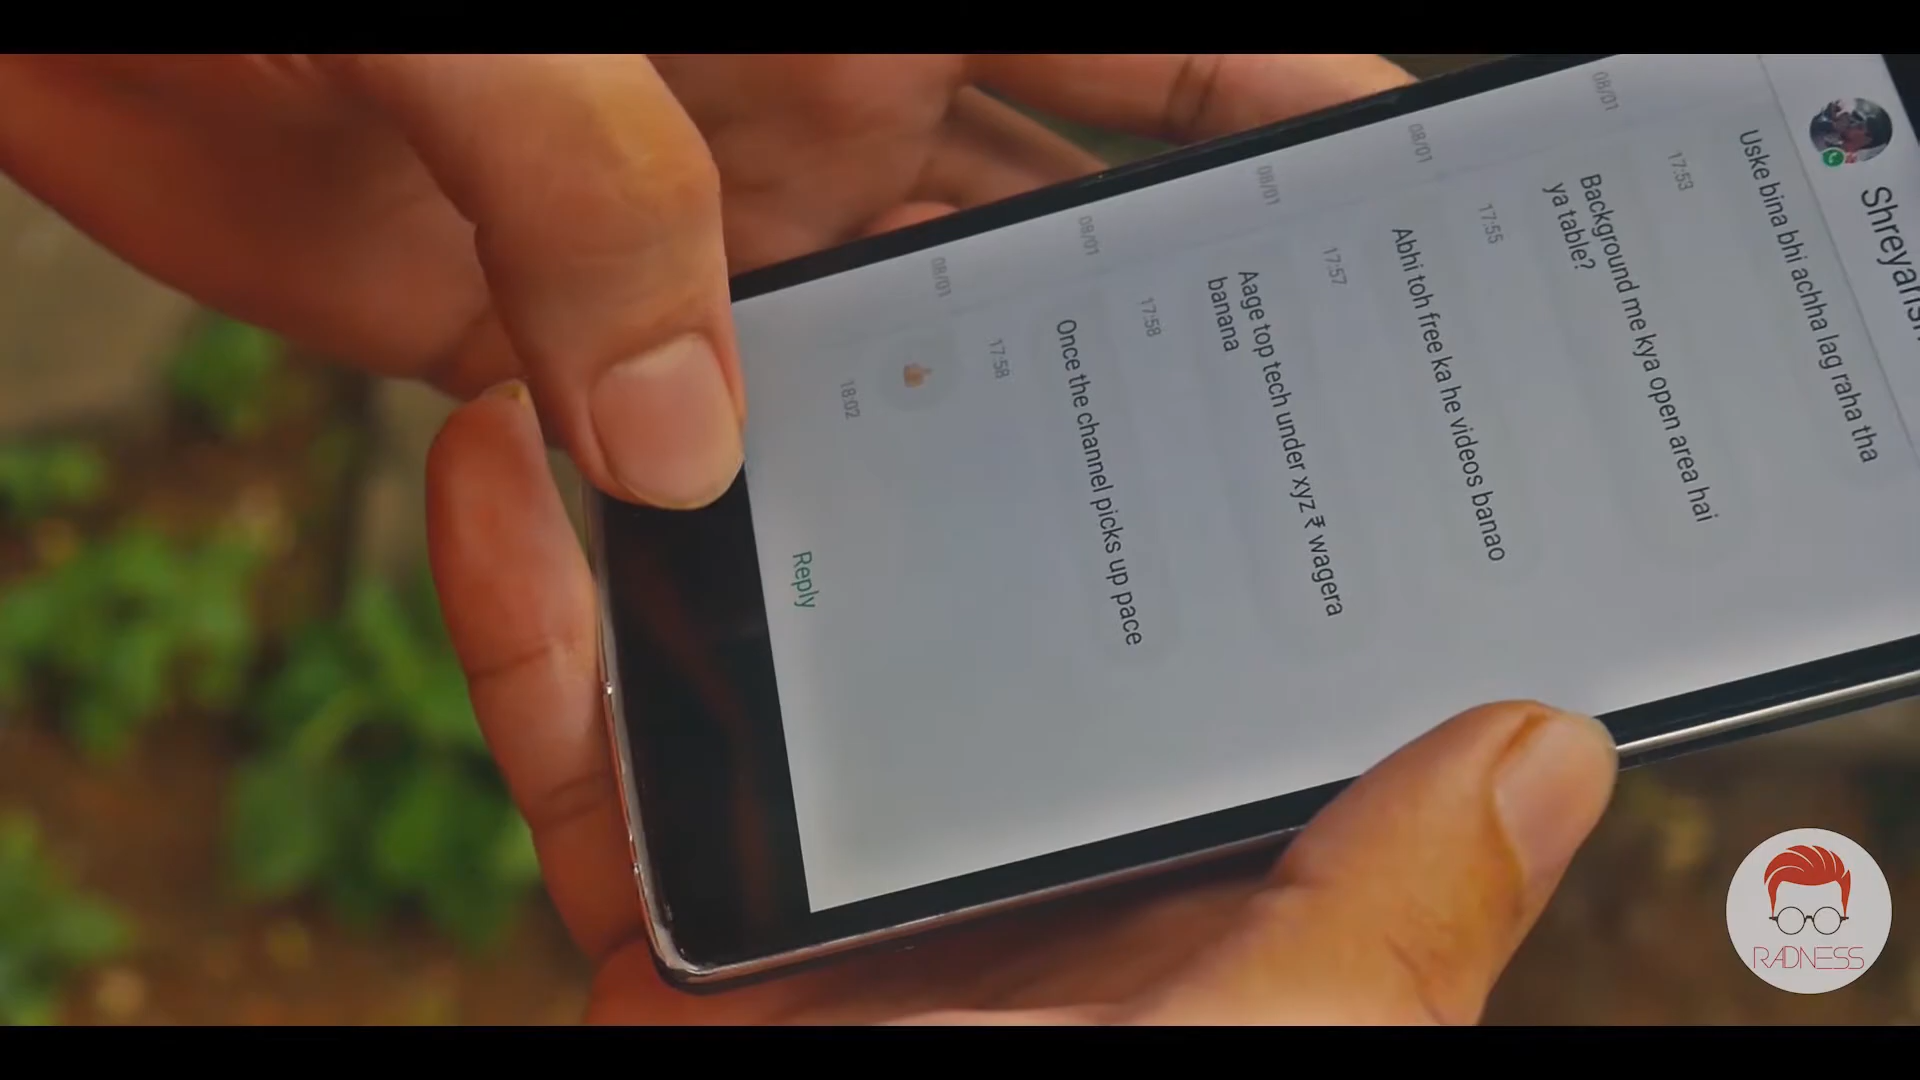 Uske bina bhi achha lag raha tha
17:53
08/01
Background me kya open area hai
ya table?
17:55
08/01
Abhi toh free ka he videos banao
17:57
08/01
Aage top tech under xyz ₹ wagera
banana
17:58
08/01
Once the channel picks up pace
17:58
08/01
18:02
Reply
RADNESS